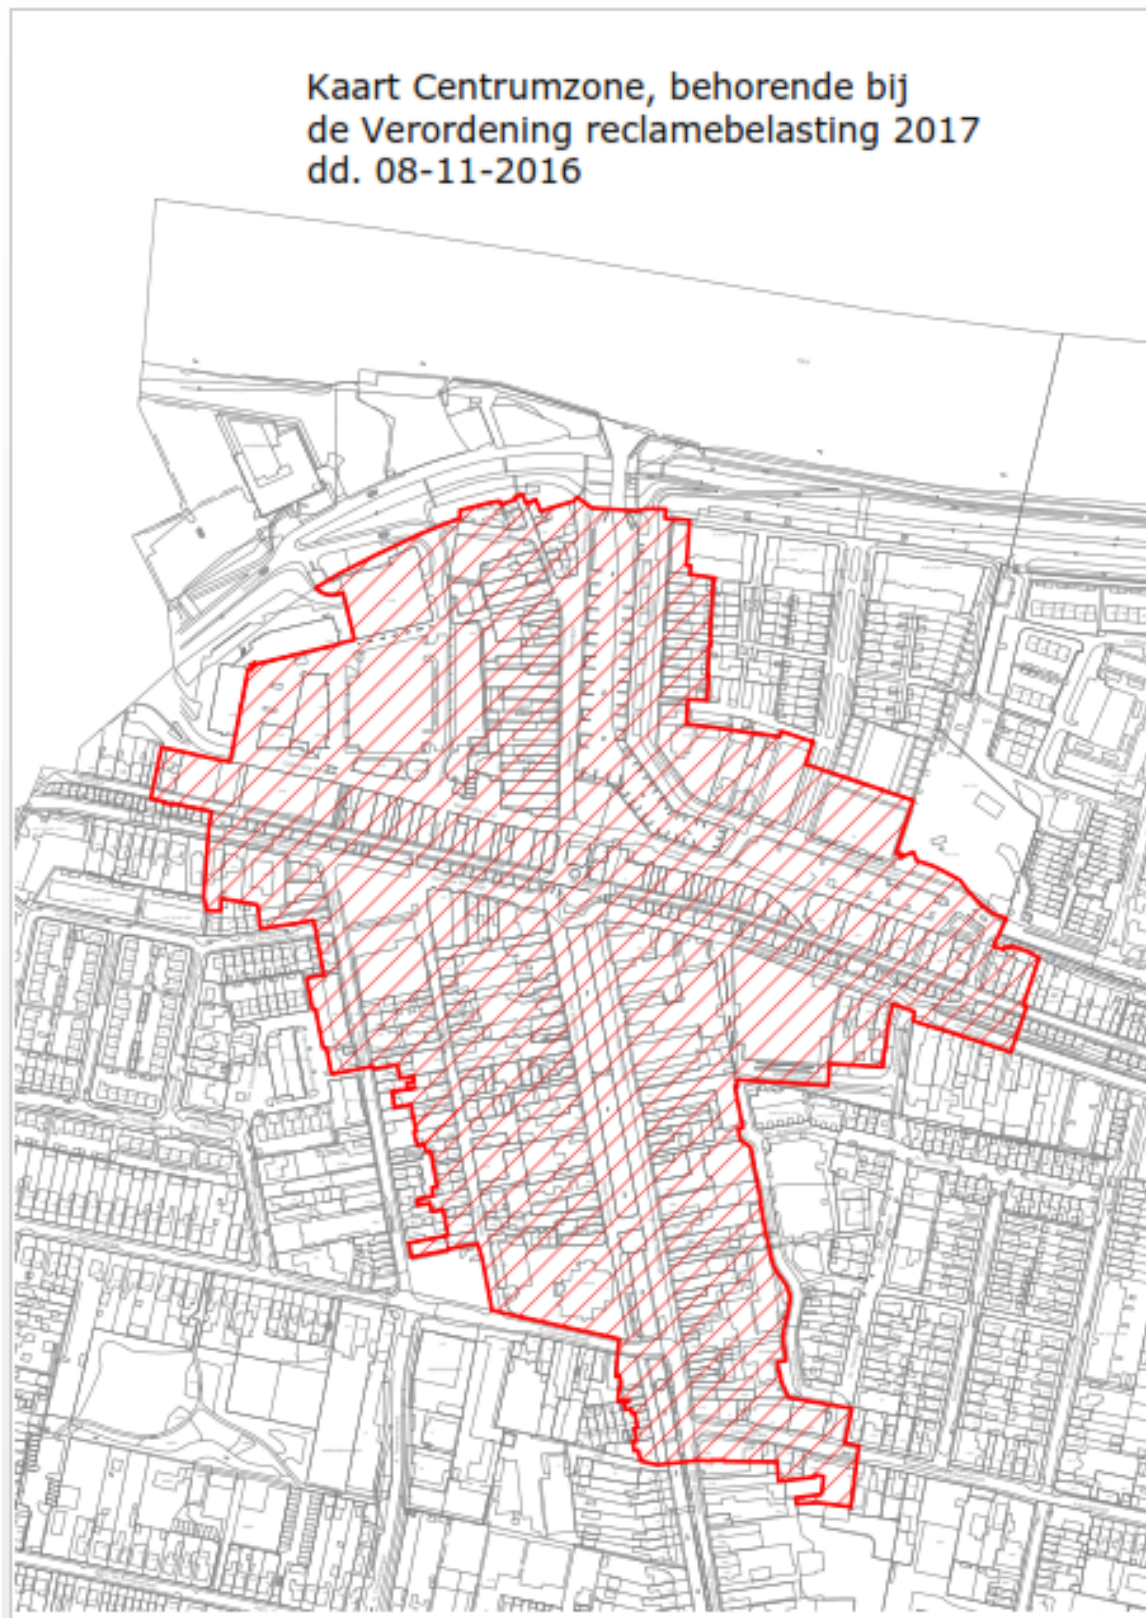 Kaart Centrumzone, behorende bij
de Verordening reclamebelasting 2017
dd. 08-11-2016